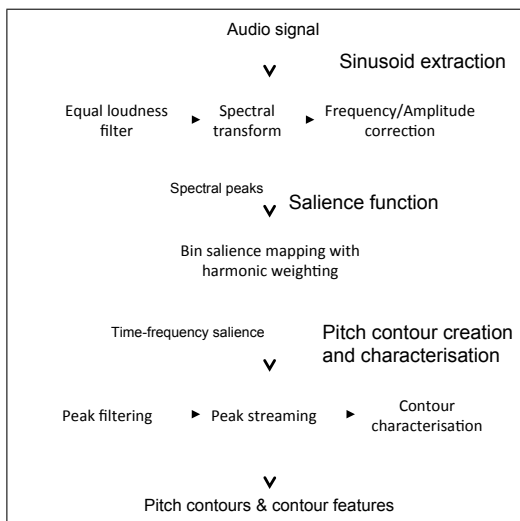 Audio signal
Sinusoid extraction
Equal loudness
filter
Spectral
transform
Frequency/Amplitude
correction
Spectral peaks
Salience function
Bin salience mapping with
harmonic weighting
Time-frequency salience
Pitch contour creation
and characterisation
Peak filtering
Peak streaming
Contour
characterisation
Pitch contours & contour features